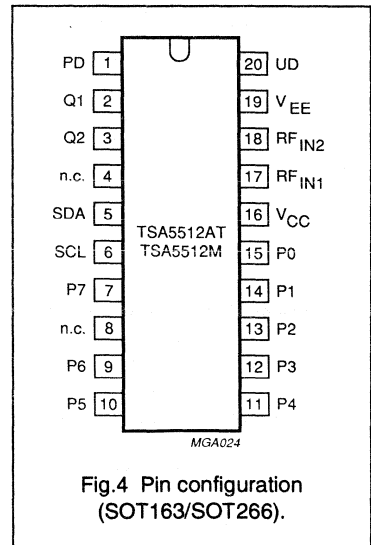 PD 1 20 UD
Q1 2 19 VEE
Q2 3 18 RFIN2
n.c. 4 17 RFIN1
SDA 5 16 VCC
TSA5512AT
TSA5512M
SCL 6 15 P0
P7 7 14 P1
n.c. 8 13 P2
P6 9 12 P3
P5 10 11 P4
MGA024
Fig.4 Pin configuration
(SOT163/SOT266).